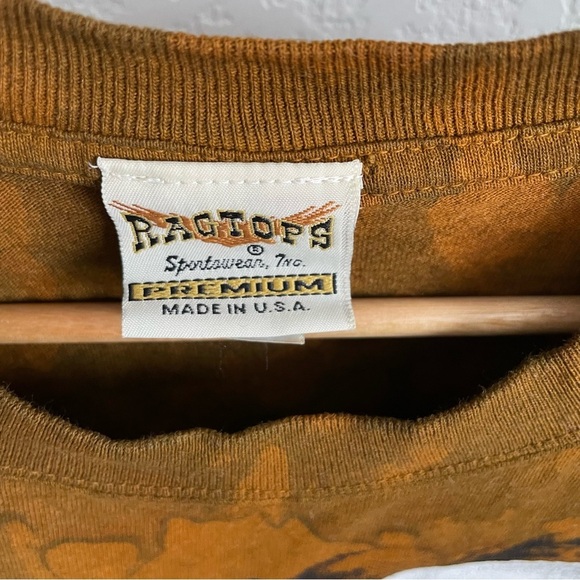 RAGTOPS
®
Sportswear, Inc.
PREMIUM
MADE IN U.S.A.